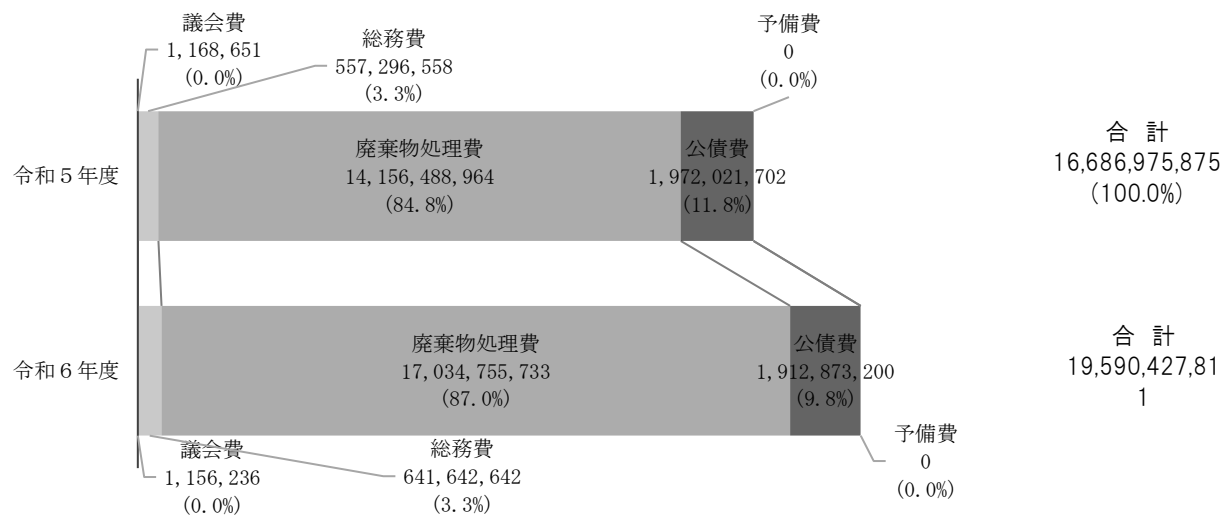 議会費
1,168,651
(0.0%)
総務費
557,296,558
(3.3%)
予備費
0
(0.0%)
令和５年度
廃棄物処理費
14,156,488,964
(84.8%)
公債費
1,972,021,702
(11.8%)
合 計
16,686,975,875
(100.0%)
令和６年度
廃棄物処理費
17,034,755,733
(87.0%)
公債費
1,912,873,200
(9.8%)
合 計
19,590,427,81
1
議会費
1,156,236
(0.0%)
総務費
641,642,642
(3.3%)
予備費
0
(0.0%)